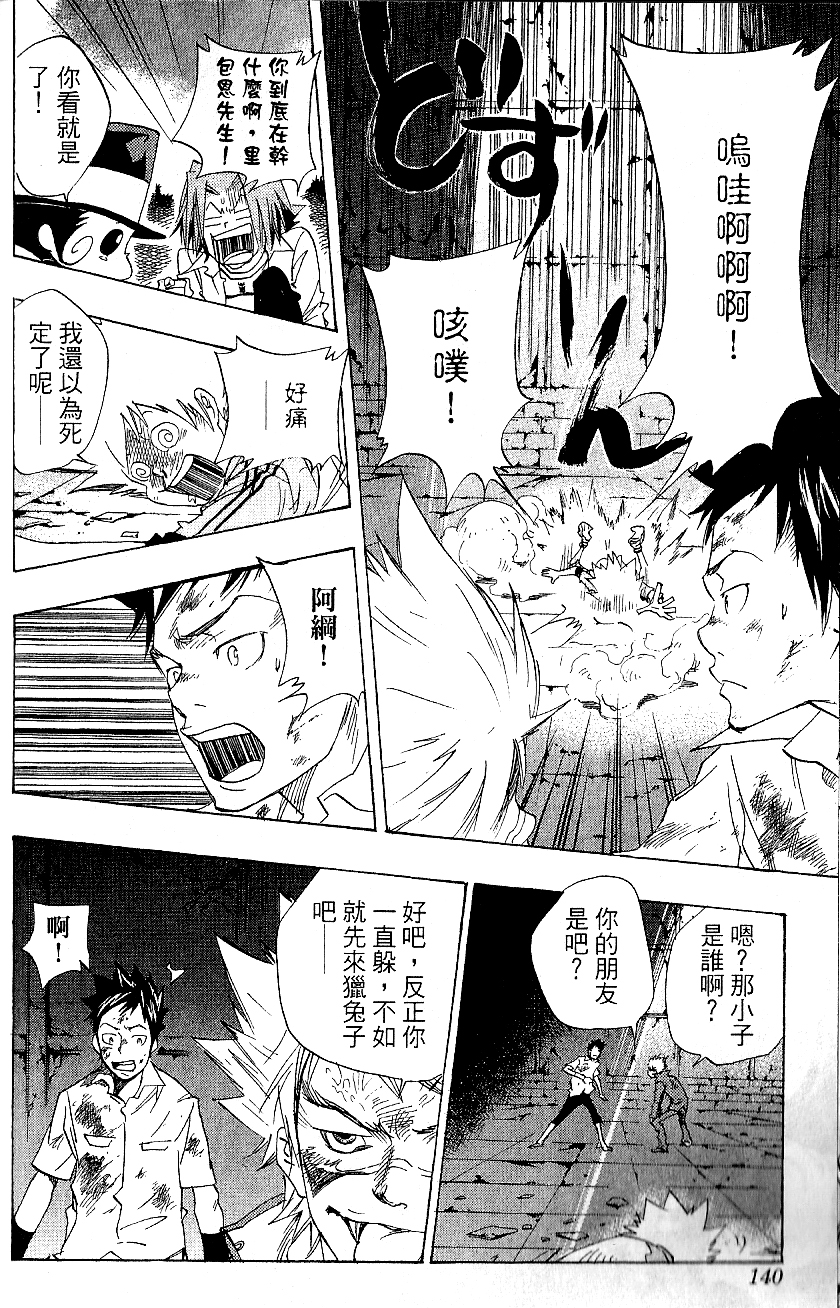 嗚哇啊啊啊！
咳噗！
どずぅん
你到底在幹
什麼啊，里
包恩先生！
你看就是
了！
好痛
——
我還以為死
定了呢——
阿綱！
嗯？那小子
是誰啊？
你的朋友
是吧？
好吧，反正你
一直躲，不如
就先來獵兔子
吧——
啊！
140